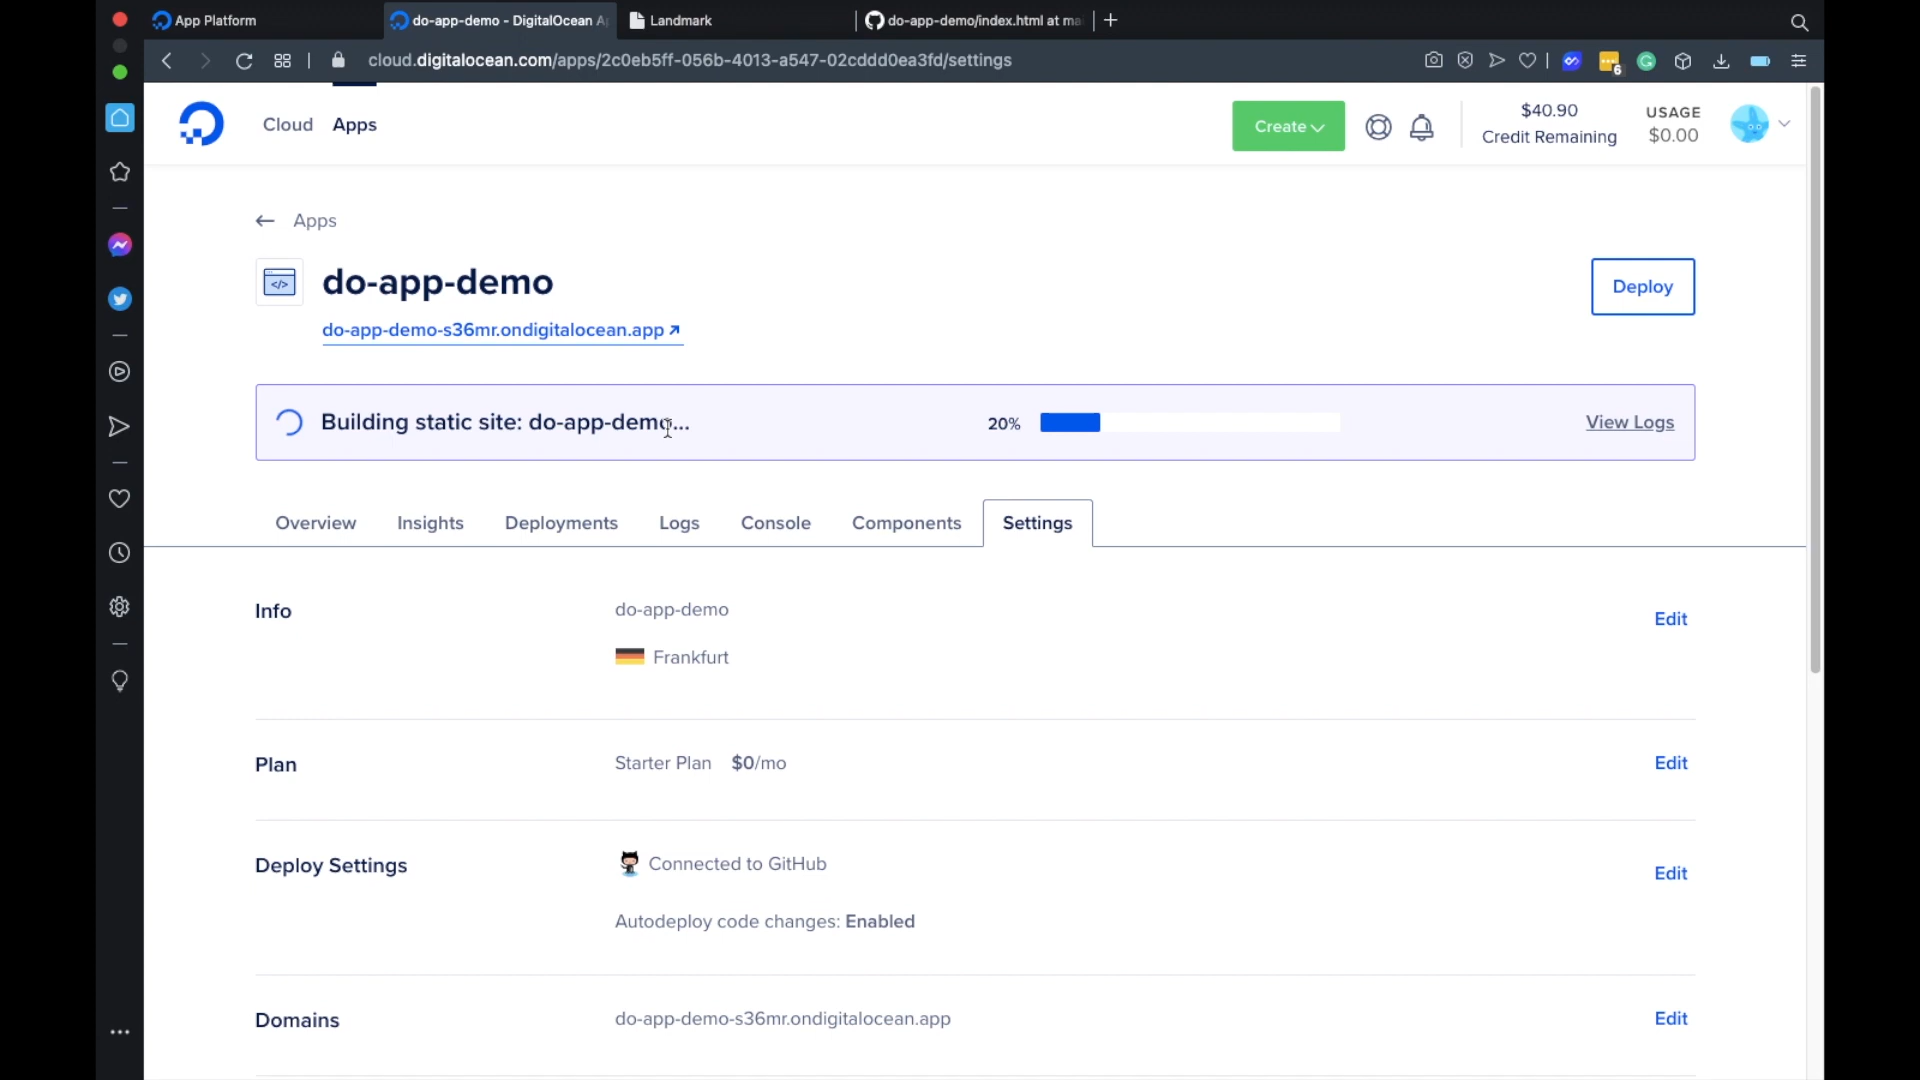 App Platform
do-app-demo - DigitalOcean A
Landmark
do-app-demo/index.html at ma
cloud.digitalocean.com/apps/2c0eb5ff-056b-4013-a547-02cddd0ea3fd/settings
6
Cloud
Apps
Create
$40.90
Credit Remaining
USAGE
$0.00
← Apps
</>
do-app-demo
do-app-demo-s36mr.ondigitalocean.app
Deploy
Building static site: do-app-demo...
20%
View Logs
Overview
Insights
Deployments
Logs
Console
Components
Settings
Info
do-app-demo
Edit
Frankfurt
Plan
Starter Plan $0/mo
Edit
Deploy Settings
Connected to GitHub
Edit
Autodeploy code changes: Enabled
Domains
do-app-demo-s36mr.ondigitalocean.app
Edit